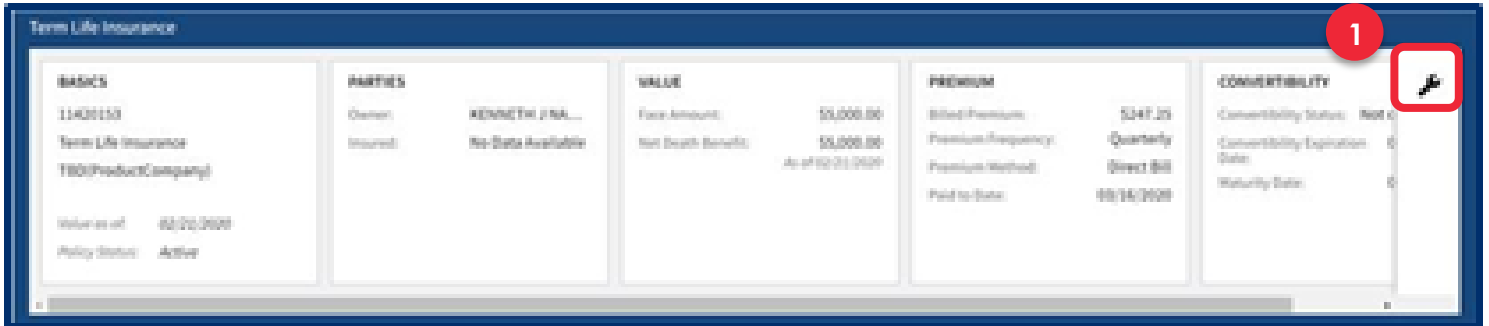 Term Life Insurance
1
BASICS
11420150
Term Life Insurance
TBD(ProductCompany)
Value as of: 02/21/2020
Policy Status: Active
PARTIES
Owner: KENNETH J NA...
Insured: No Data Available
VALUE
Face Amount: $5,000.00
Net Death Benefit: $5,000.00
As of 02/21/2020
PREMIUM
Billed Premium: $247.25
Premium Frequency: Quarterly
Premium Method: Direct Bill
Paid to Date: 03/16/2020
CONVERTIBILITY
Convertibility Status: Not
Convertibility Expiration
Date:
Maturity Date: